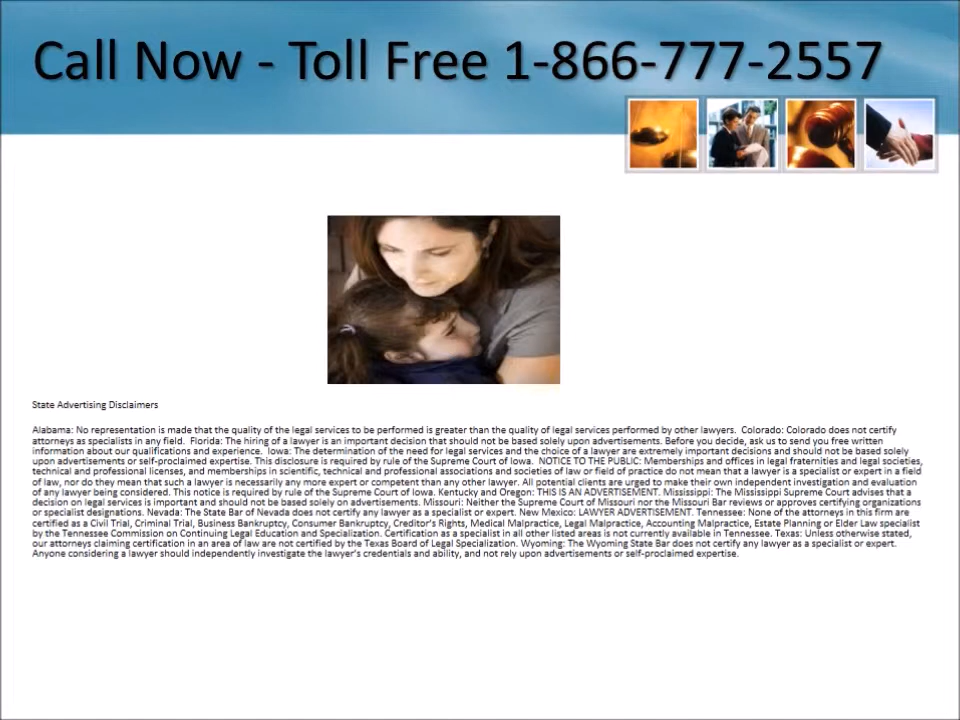 Call Now - Toll Free 1-866-777-2557
State Advertising Disclaimers
Alabama: No representation is made that the quality of the legal services to be performed is greater than the quality of legal services performed by other lawyers. Colorado: Colorado does not certify
attorneys as specialists in any field. Florida: The hiring of a lawyer is an important decision that should not be based solely upon advertisements. Before you decide, ask us to send you free written
information about our qualifications and experience. Iowa: The determination of the need for legal services and the choice of a lawyer are extremely important decisions and should not be based solely
upon advertisements or self-proclaimed expertise. This disclosure is required by rule of the Supreme Court of Iowa. NOTICE TO THE PUBLIC: Memberships and offices in legal fraternities and legal societies,
technical and professional licenses, and memberships in scientific, technical and professional associations and societies of law or field of practice do not mean that a lawyer is a specialist or expert in a field
of law, nor do they mean that such a lawyer is necessarily any more expert or competent than any other lawyer. All potential clients are urged to make their own independent investigation and evaluation
of any lawyer being considered. This notice is required by rule of the Supreme Court of Iowa. Kentucky and Oregon: THIS IS AN ADVERTISEMENT. Mississippi: The Mississippi Supreme Court advises that a
decision on legal services is important and should not be based solely on advertisements. Missouri: Neither the Supreme Court of Missouri nor the Missouri Bar reviews or approves certifying organizations
or specialist designations. Nevada: The State Bar of Nevada does not certify any lawyer as a specialist or expert. New Mexico: LAWYER ADVERTISEMENT. Tennessee: None of the attorneys in this firm are
certified as a Civil Trial, Criminal Trial, Business Bankruptcy, Consumer Bankruptcy, Creditor's Rights, Medical Malpractice, Legal Malpractice, Accounting Malpractice, Estate Planning or Elder Law specialist
by the Tennessee Commission on Continuing Legal Education and Specialization. Certification as a specialist in all other listed areas is not currently available in Tennessee. Texas: Unless otherwise stated,
our attorneys claiming certification in an area of law are not certified by the Texas Board of Legal Specialization. Wyoming: The Wyoming State Bar does not certify any lawyer as a specialist or expert.
Anyone considering a lawyer should independently investigate the lawyer's credentials and ability, and not rely upon advertisements or self-proclaimed expertise.